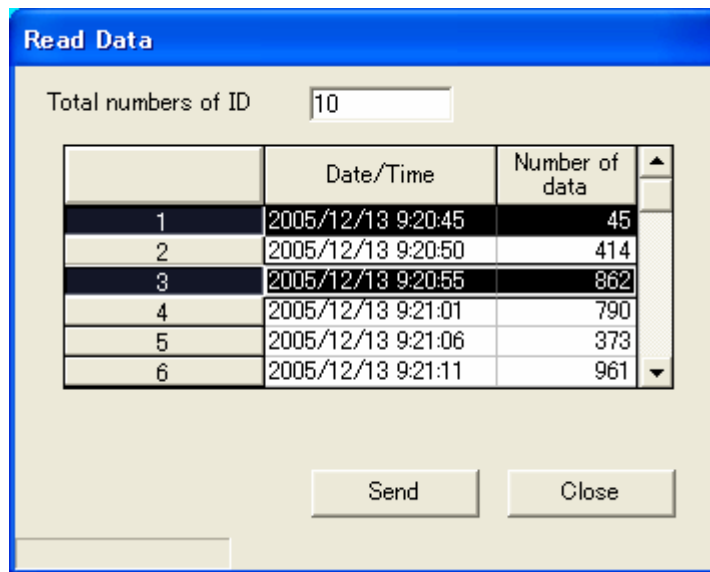 Read Data
Total numbers of ID 10
Date/Time Number of data
1 2005/12/13 9:20:45 45
2 2005/12/13 9:20:50 414
3 2005/12/13 9:20:55 862
4 2005/12/13 9:21:01 790
5 2005/12/13 9:21:06 373
6 2005/12/13 9:21:11 961
Send Close